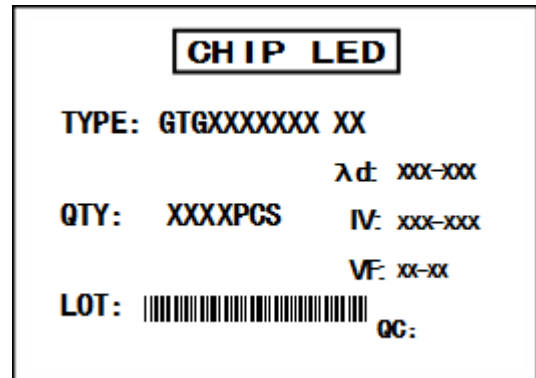 CHIP LED
TYPE: GTGXXXXXXX XX
λd: XXX-XXX
QTY: XXXXPCS
IV: XXX-XXX
VF: XX-XX
LOT:
QC: